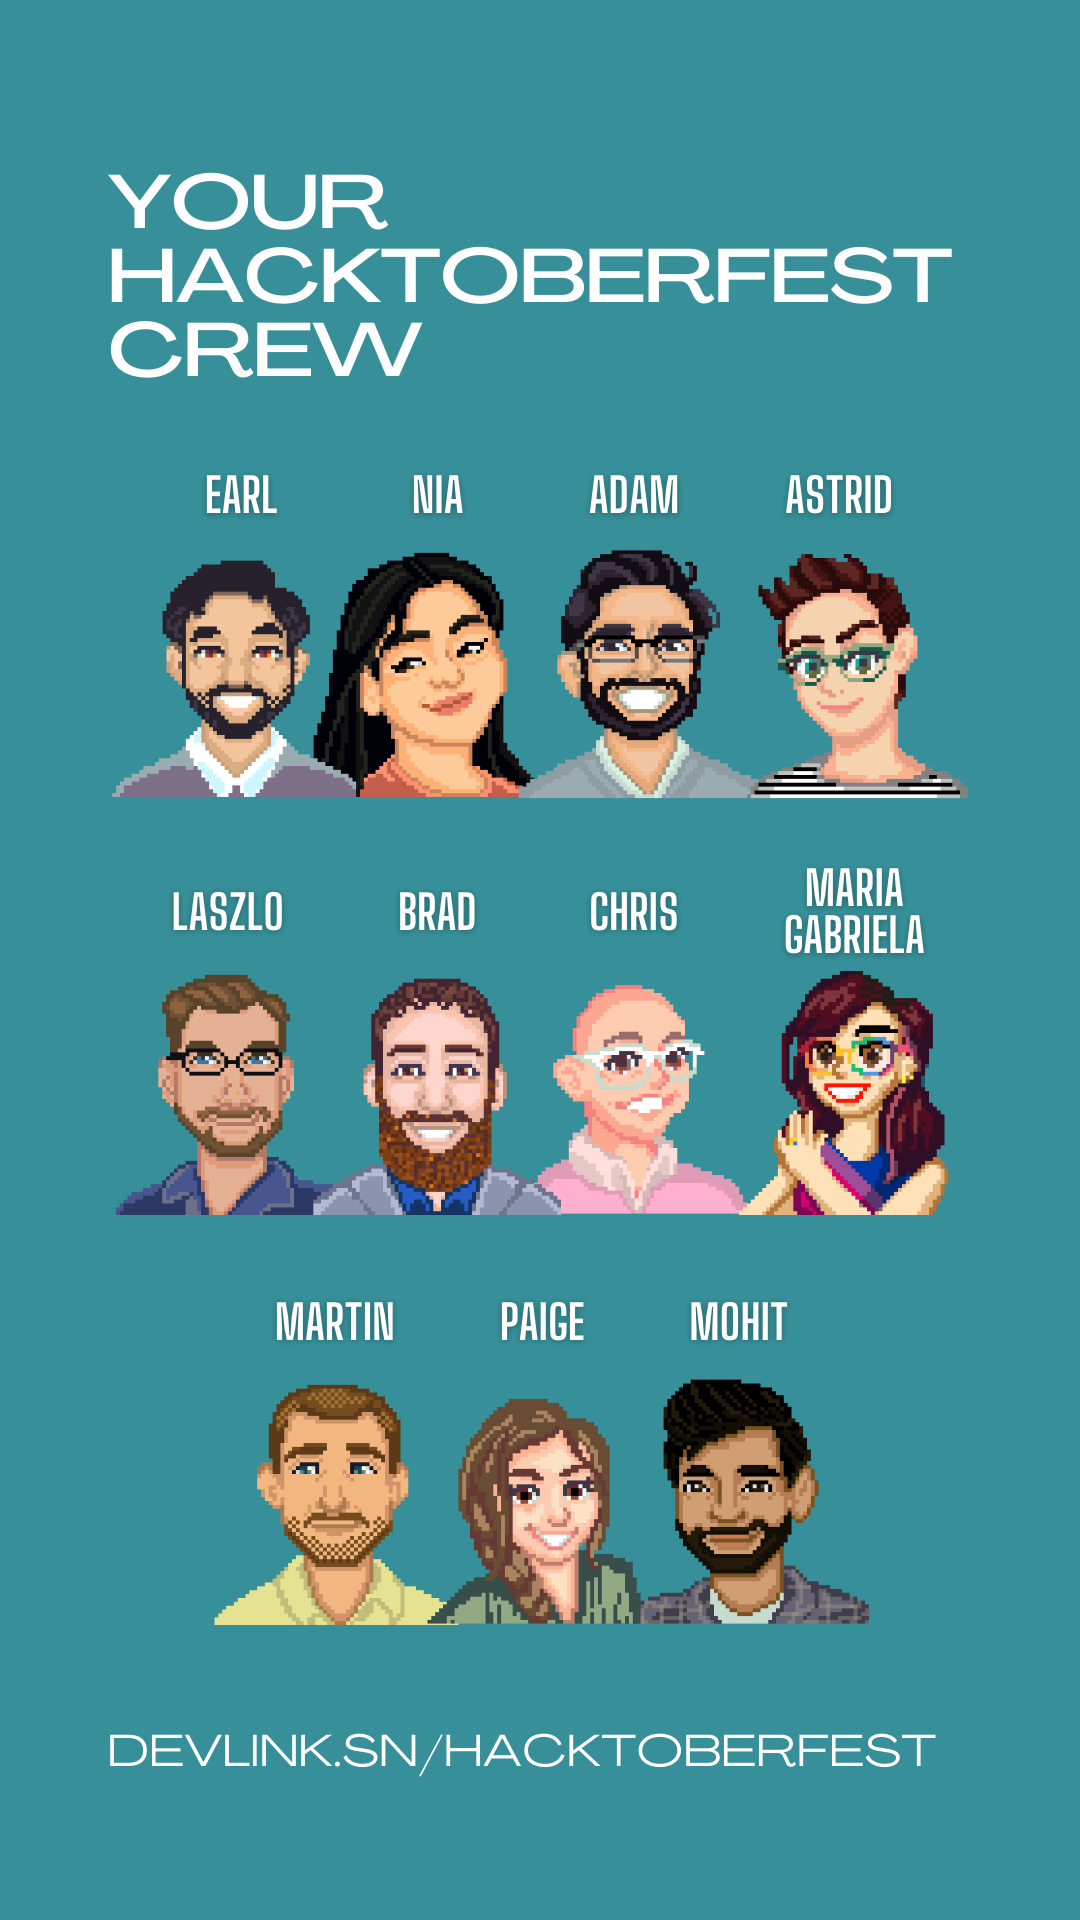 YOUR
HACKTOBERFEST
CREW
EARL NIA ADAM ASTRID
LASZLO BRAD CHRIS MARIA
GABRIELA
MARTIN PAIGE MOHIT
DEVLINK.SN/HACKTOBERFEST